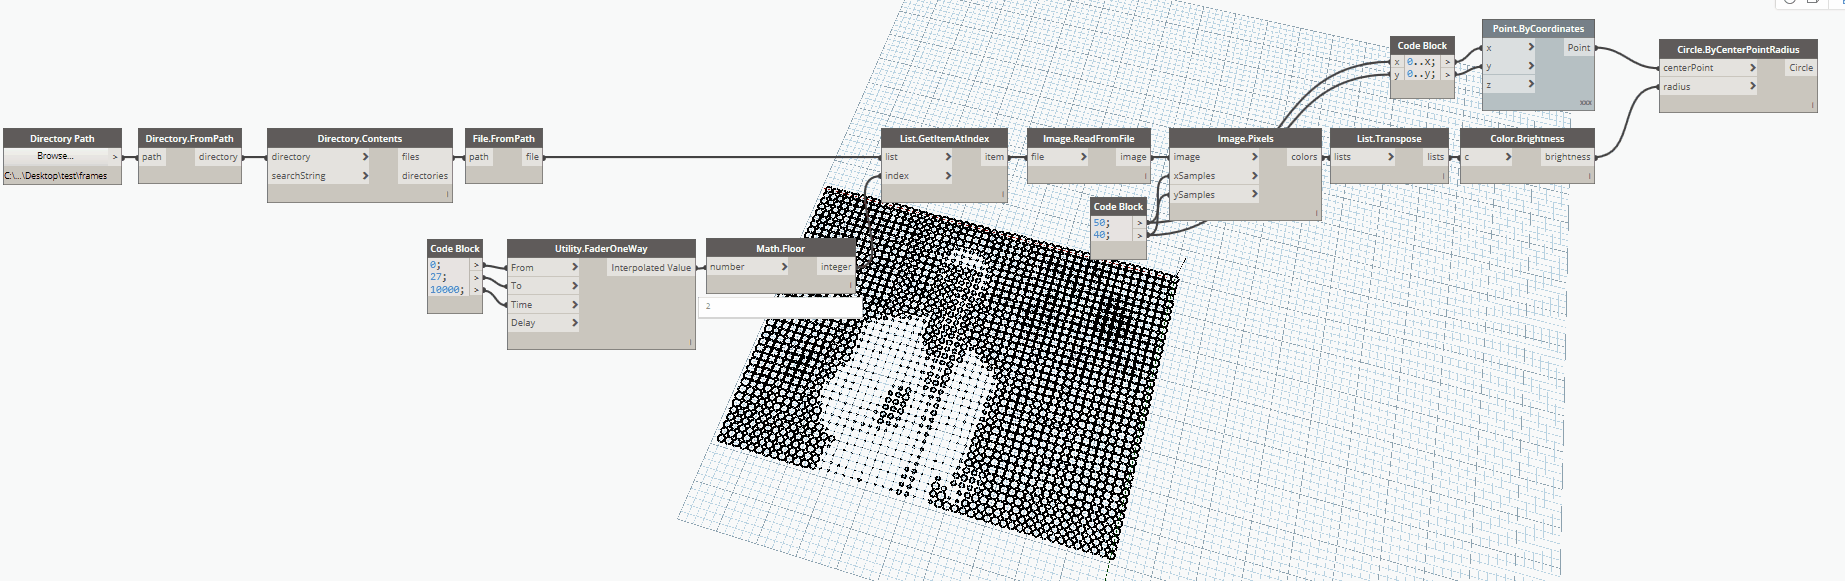 Directory Path
Browse... >
C:\...\Desktop\test\frames
Directory.FromPath
path directory
Directory.Contents
directory > files
searchString > directories
l
File.FromPath
path file
List.GetItemAtIndex
list > item
index >
l
Image.ReadFromFile
file > image
l
Image.Pixels
image > colors
xSamples >
ySamples >
l
List.Transpose
lists > lists
l
Color.Brightness
c > brightness
l
Code Block
x 0..x; >
y 0..y; >
Point.ByCoordinates
x > Point
y >
z >
xxx
Circle.ByCenterPointRadius
centerPoint > Circle
radius >
l
Code Block
50; >
40; >
Code Block
0; >
27; >
10000; >
Utility.FaderOneWay
From > Interpolated Value
To >
Time >
Delay >
l
Math.Floor
number > integer
l
2